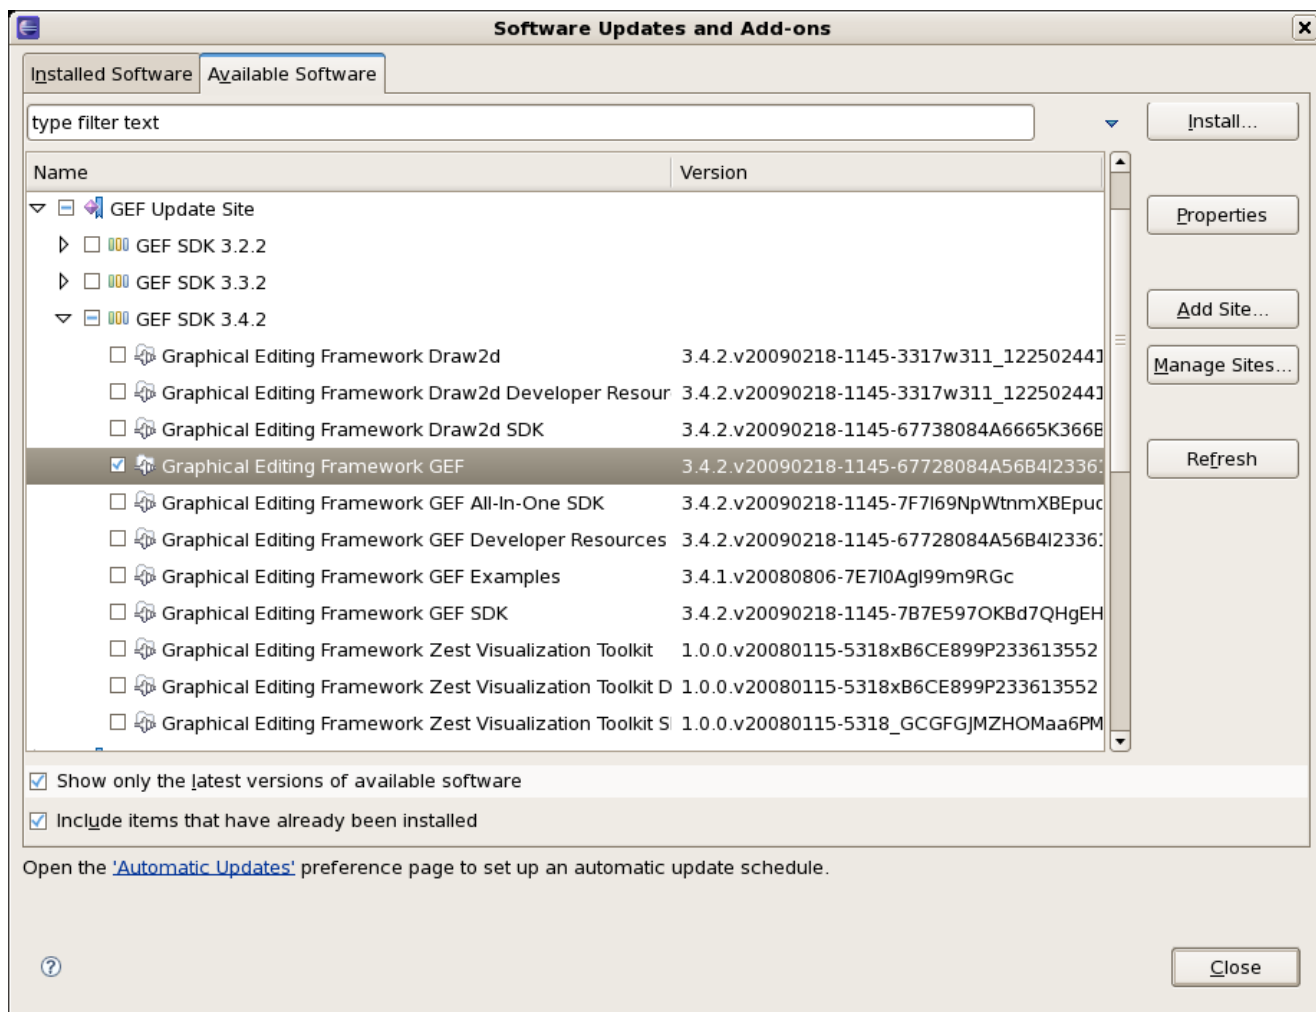 Software Updates and Add-ons
Installed Software Available Software
type filter text
Install...
Name Version
GEF Update Site
Properties
GEF SDK 3.2.2
GEF SDK 3.3.2
GEF SDK 3.4.2
Add Site...
Graphical Editing Framework Draw2d 3.4.2.v20090218-1145-3317w311_122502441
Manage Sites...
Graphical Editing Framework Draw2d Developer Resour 3.4.2.v20090218-1145-3317w311_122502441
Graphical Editing Framework Draw2d SDK 3.4.2.v20090218-1145-67738084A6665K366B
Graphical Editing Framework GEF 3.4.2.v20090218-1145-67728084A56B4I23361
Refresh
Graphical Editing Framework GEF All-In-One SDK 3.4.2.v20090218-1145-7F7I69NpWtnmXBEpuc
Graphical Editing Framework GEF Developer Resources 3.4.2.v20090218-1145-67728084A56B4I23361
Graphical Editing Framework GEF Examples 3.4.1.v20080806-7E7I0AgI99m9RGc
Graphical Editing Framework GEF SDK 3.4.2.v20090218-1145-7B7E597OKBd7QHgEH
Graphical Editing Framework Zest Visualization Toolkit 1.0.0.v20080115-5318xB6CE899P233613552
Graphical Editing Framework Zest Visualization Toolkit D 1.0.0.v20080115-5318xB6CE899P233613552
Graphical Editing Framework Zest Visualization Toolkit S 1.0.0.v20080115-5318_GCGFGJMZHOMaa6PM
Show only the latest versions of available software
Include items that have already been installed
Open the 'Automatic Updates' preference page to set up an automatic update schedule.
Close